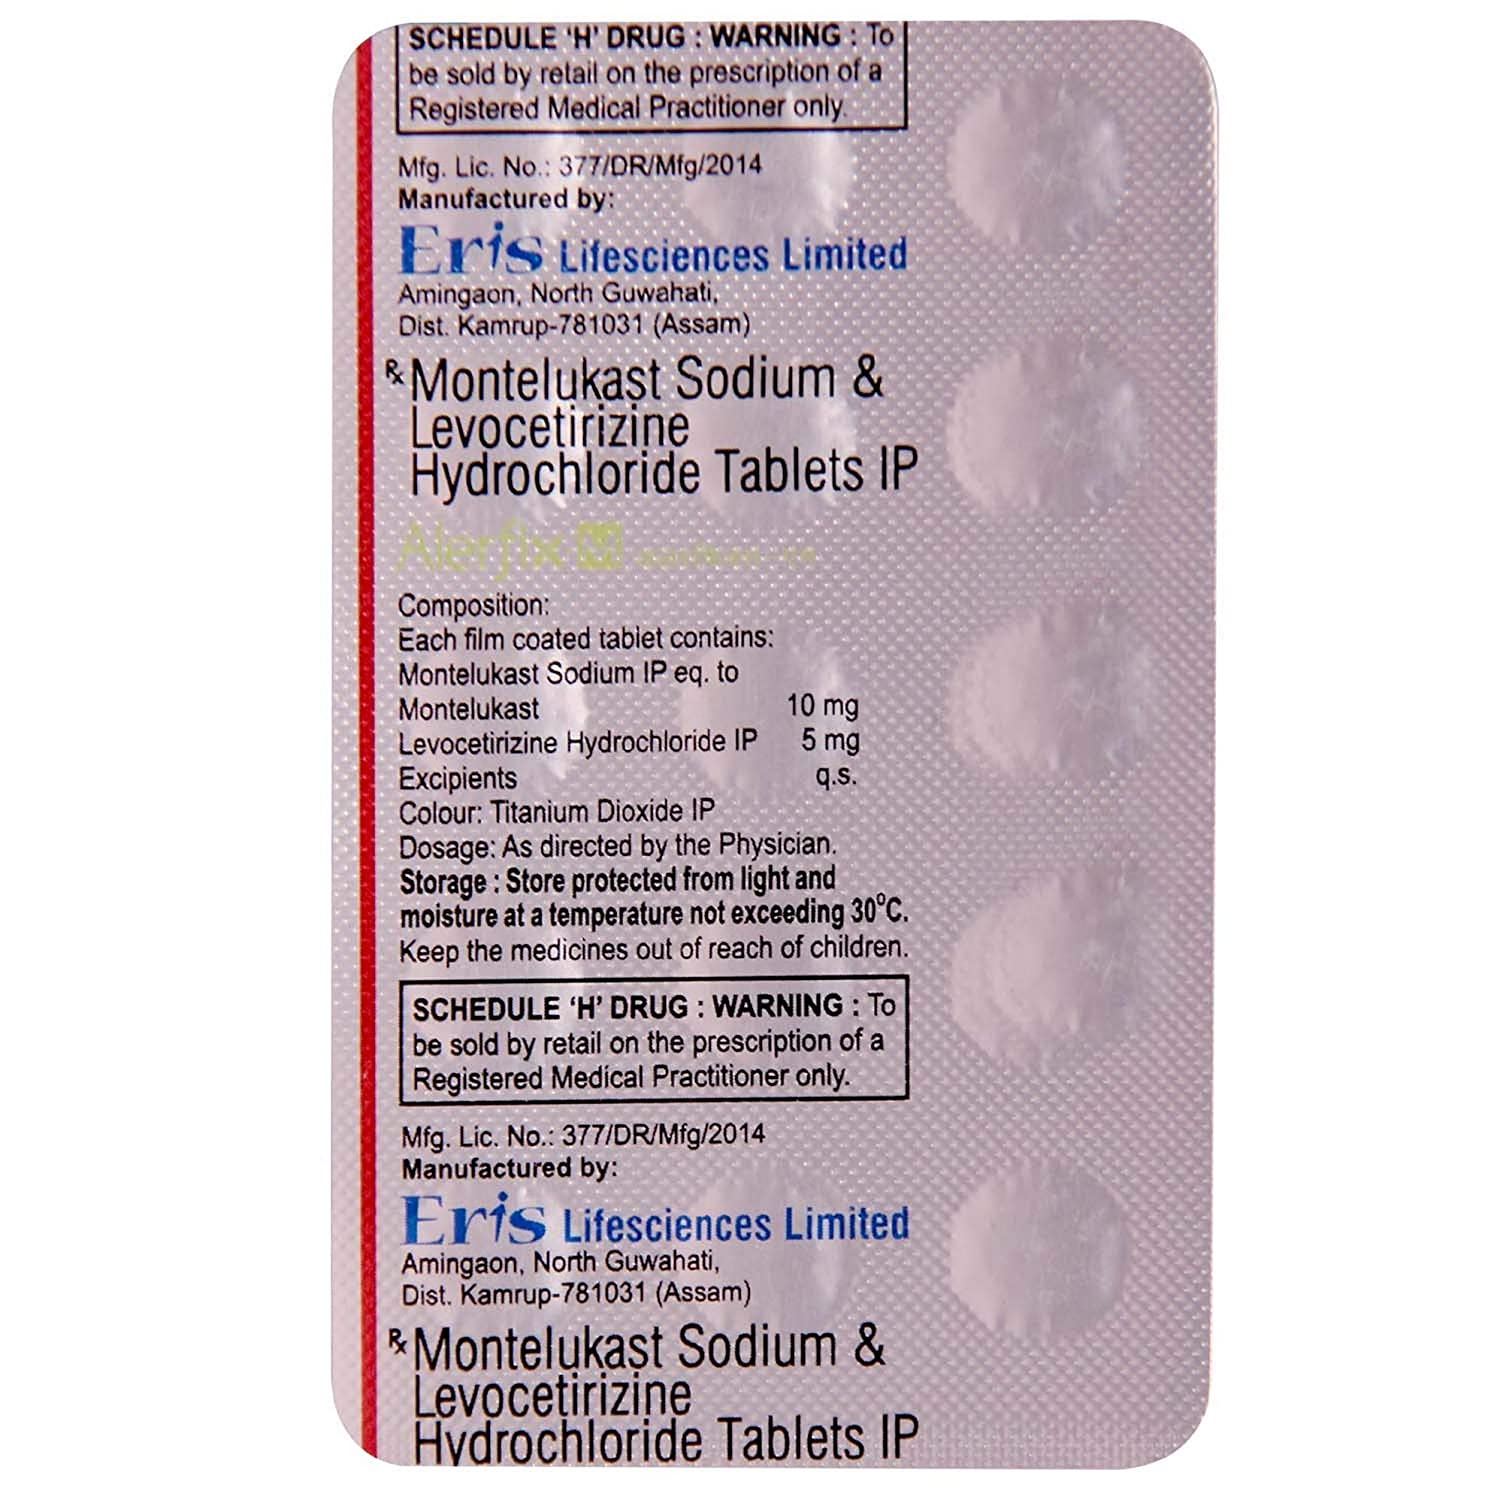 SCHEDULE 'H' DRUG : WARNING : To
be sold by retail on the prescription of a
Registered Medical Practitioner only.
Mfg. Lic. No.: 377/DR/Mfg/2014
Manufactured by:
Eris Lifesciences Limited
Amingaon, North Guwahati,
Dist. Kamrup-781031 (Assam)
Rx Montelukast Sodium &
Levocetirizine
Hydrochloride Tablets IP
Alerfix M
Composition:
Each film coated tablet contains:
Montelukast Sodium IP eq. to
Montelukast 10 mg
Levocetirizine Hydrochloride IP 5 mg
Excipients q.s.
Colour: Titanium Dioxide IP
Dosage: As directed by the Physician.
Storage : Store protected from light and
moisture at a temperature not exceeding 30°C.
Keep the medicines out of reach of children.
SCHEDULE 'H' DRUG : WARNING : To
be sold by retail on the prescription of a
Registered Medical Practitioner only.
Mfg. Lic. No.: 377/DR/Mfg/2014
Manufactured by:
Eris Lifesciences Limited
Amingaon, North Guwahati,
Dist. Kamrup-781031 (Assam)
Rx Montelukast Sodium &
Levocetirizine
Hydrochloride Tablets IP